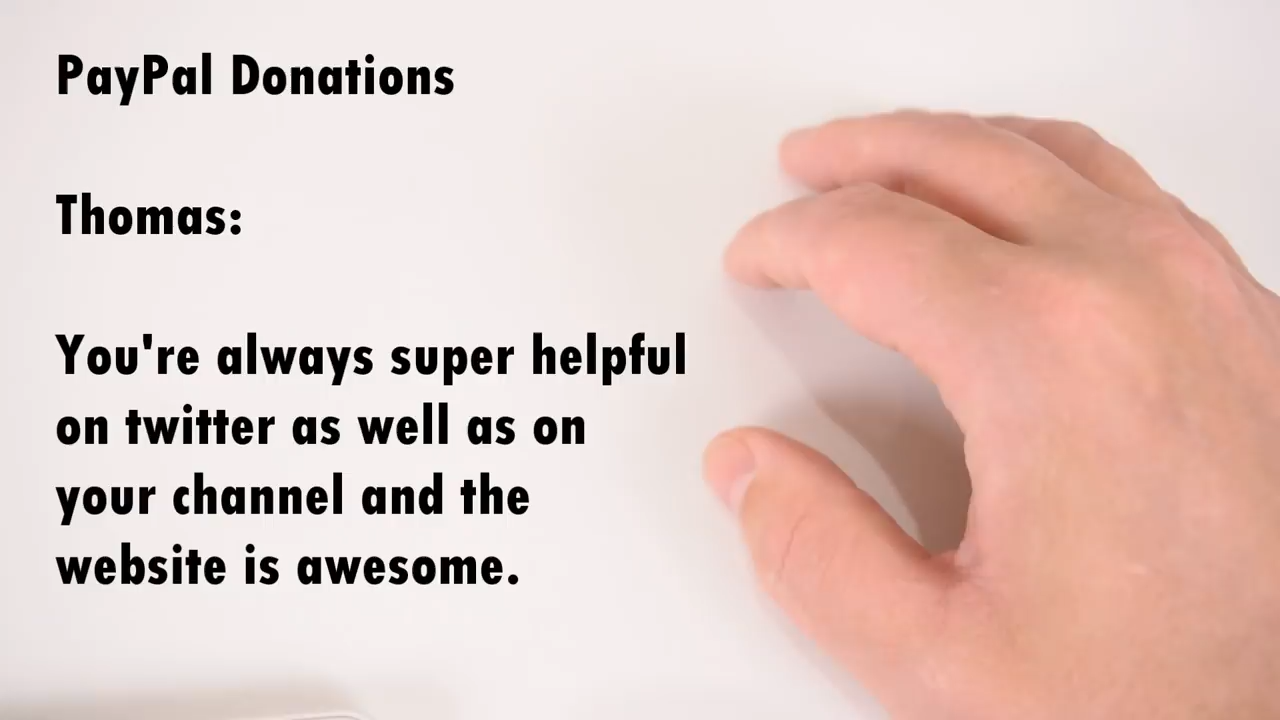 PayPal Donations
Thomas:
You're always super helpful
on twitter as well as on
your channel and the
website is awesome.